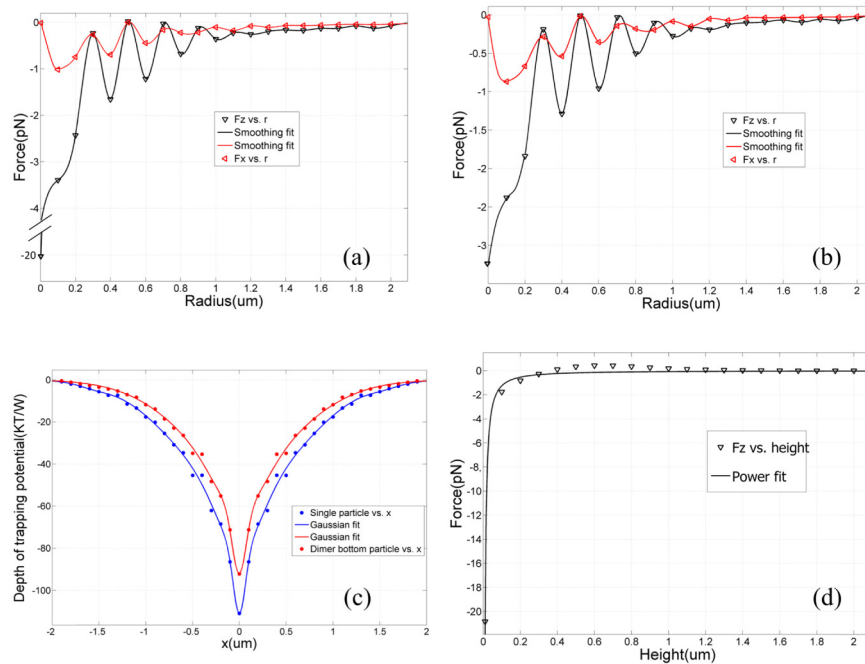 0
-1
-2
-3
-4
-20
Force(pN)
Fz vs. r
Smoothing fit
Smoothing fit
Fx vs. r
(a)
0 0.2 0.4 0.6 0.8 1 1.2 1.4 1.6 1.8 2
Radius(um)
0
-0.5
-1
-1.5
-2
-3
Force(pN)
Fz vs. r
Smoothing fit
Smoothing fit
Fx vs. r
(b)
0 0.2 0.4 0.6 0.8 1 1.2 1.4 1.6 1.8 2
Radius(um)
0
-20
-40
-60
-80
-100
Depth of trapping potential(KT/W)
Single particle vs. x
Gaussian fit
Gaussian fit
Dimer bottom particle vs. x
(c)
-2 -1.5 -1 -0.5 0 0.5 1 1.5 2
x(um)
0
-2
-4
-6
-8
-10
-12
-14
-16
-18
-20
Force(pN)
Fz vs. height
Power fit
(d)
0 0.2 0.4 0.6 0.8 1 1.2 1.4 1.6 1.8 2
Height(um)